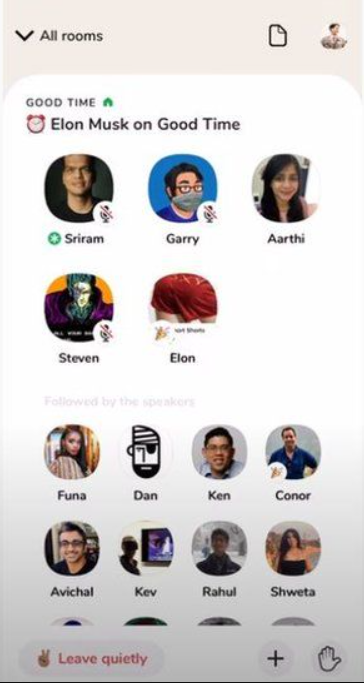 All rooms
GOOD TIME
Elon Musk on Good Time
Sriram
Garry
Aarthi
Steven
Elon
Followed by the speakers
Funa
Dan
Ken
Conor
Avichal
Kev
Rahul
Shweta
Leave quietly